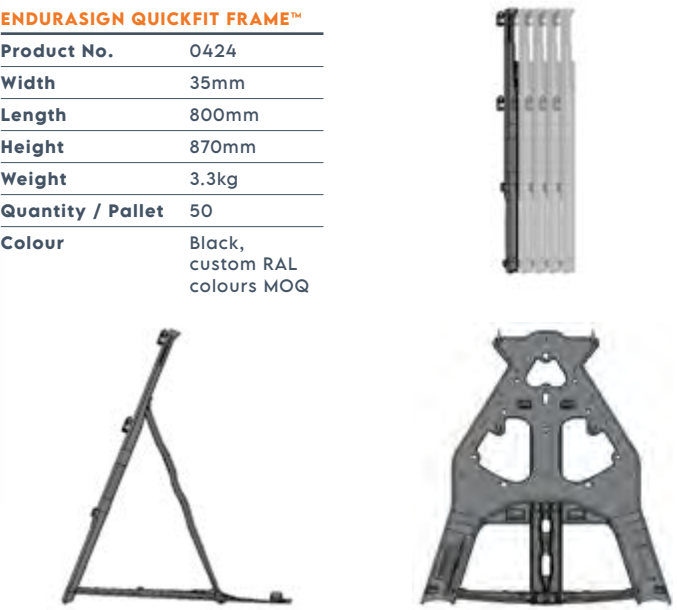 ENDURASIGN QUICKFIT FRAME™
Product No. 0424
Width 35mm
Length 800mm
Height 870mm
Weight 3.3kg
Quantity / Pallet 50
Colour Black,
custom RAL
colours MOQ